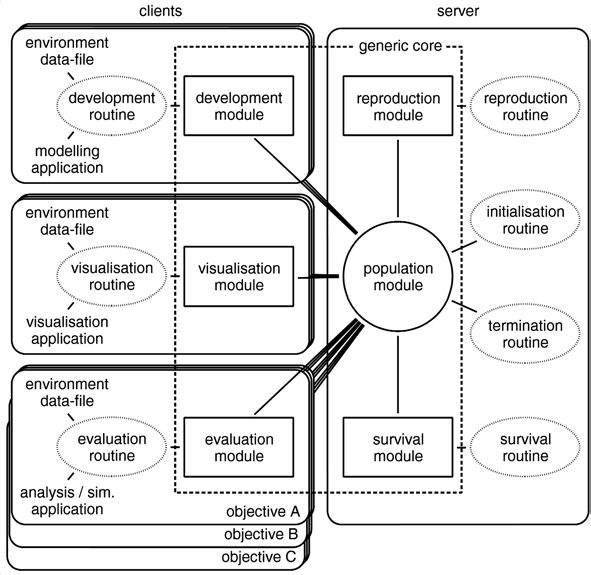 clients
server
generic core
environment
data-file
development
routine
modelling
application
development
module
reproduction
module
reproduction
routine
environment
data-file
visualisation
routine
visualisation
application
visualisation
module
population
module
initialisation
routine
termination
routine
environment
data-file
evaluation
routine
analysis / sim.
application
evaluation
module
survival
module
survival
routine
objective A
objective B
objective C